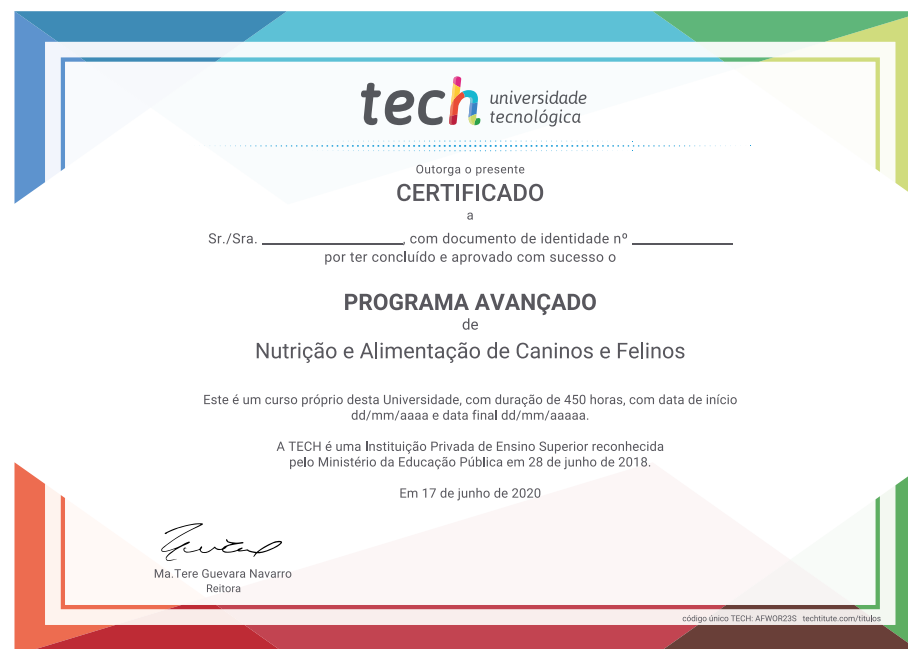 tech universidade
tecnológica
Outorga o presente
CERTIFICADO
a
Sr./Sra. ________________, com documento de identidade nº ____________
por ter concluído e aprovado com sucesso o
PROGRAMA AVANÇADO
de
Nutrição e Alimentação de Caninos e Felinos
Este é um curso próprio desta Universidade, com duração de 450 horas, com data de início
dd/mm/aaaa e data final dd/mm/aaaaa.
A TECH é uma Instituição Privada de Ensino Superior reconhecida
pelo Ministério da Educação Pública em 28 de junho de 2018.
Em 17 de junho de 2020
Ma.Tere Guevara Navarro
Reitora
código único TECH: AFWOR23S techtitute.com/titulos